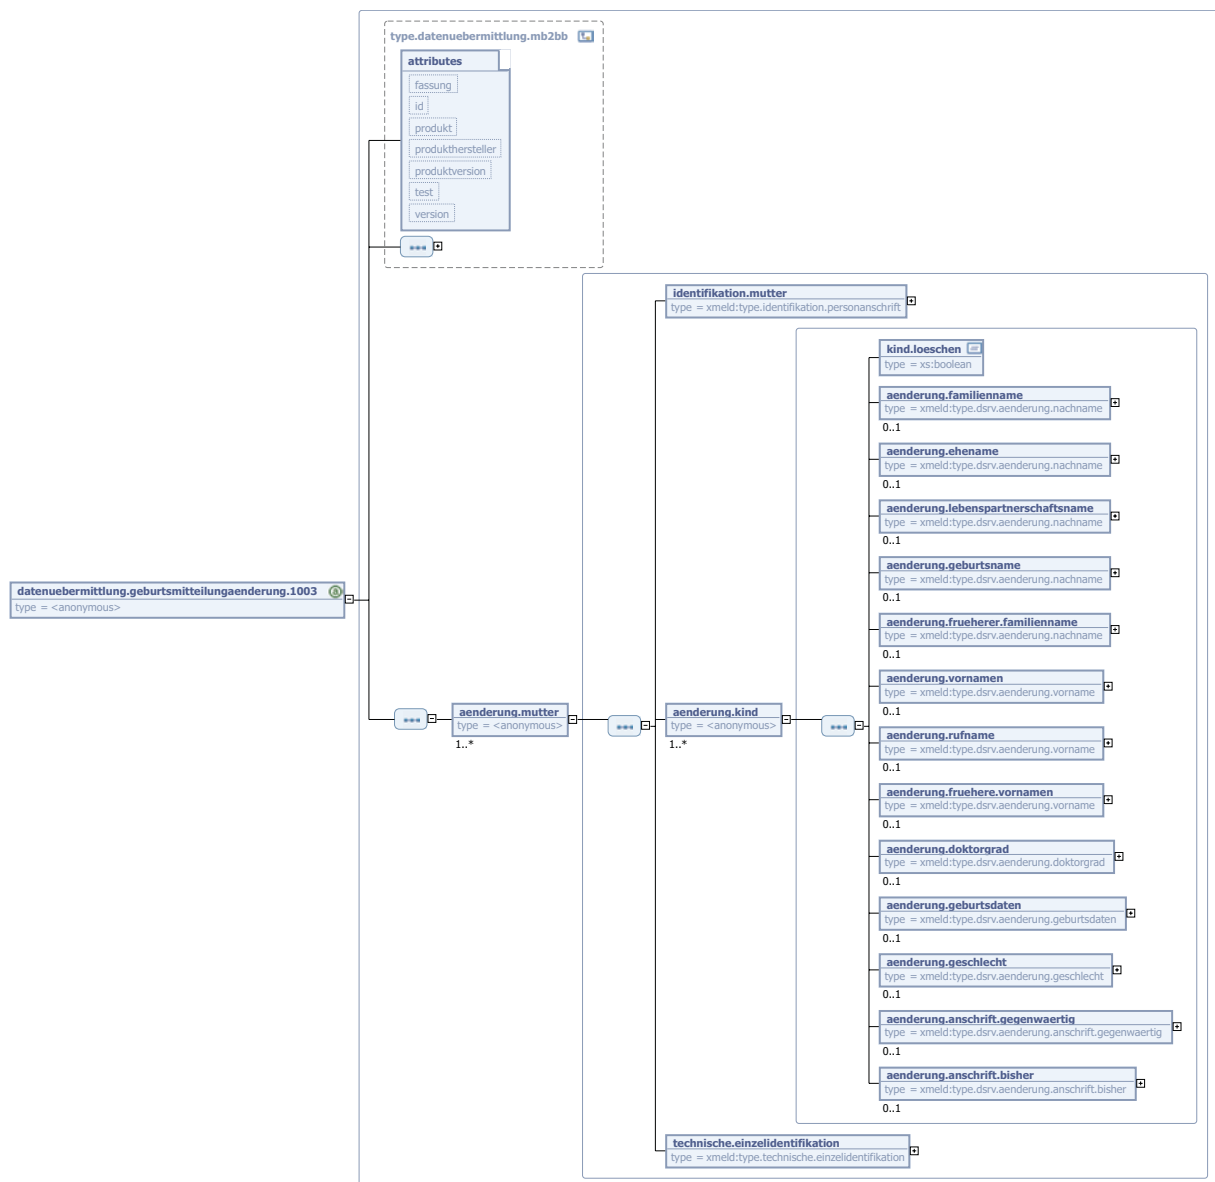 type.datenuebermittlung.mb2bb
attributes
fassung
id
produkt
produkthersteller
produktversion
test
version
datenuebermittlung.geburtsmitteilungaenderung.1003
type = <anonymous>
aenderung.mutter
type = <anonymous>
1..*
identifikation.mutter
type = xmeld:type.identifikation.personanschrift
aenderung.kind
type = <anonymous>
1..*
kind.loeschen
type = xs:boolean
aenderung.familienname
type = xmeld:type.dsrv.aenderung.nachname
0..1
aenderung.ehename
type = xmeld:type.dsrv.aenderung.nachname
0..1
aenderung.lebenspartnerschaftsname
type = xmeld:type.dsrv.aenderung.nachname
0..1
aenderung.geburtsname
type = xmeld:type.dsrv.aenderung.nachname
0..1
aenderung.frueherer.familienname
type = xmeld:type.dsrv.aenderung.nachname
0..1
aenderung.vornamen
type = xmeld:type.dsrv.aenderung.vorname
0..1
aenderung.rufname
type = xmeld:type.dsrv.aenderung.vorname
0..1
aenderung.fruehere.vornamen
type = xmeld:type.dsrv.aenderung.vorname
0..1
aenderung.doktorgrad
type = xmeld:type.dsrv.aenderung.doktorgrad
0..1
aenderung.geburtsdaten
type = xmeld:type.dsrv.aenderung.geburtsdaten
0..1
aenderung.geschlecht
type = xmeld:type.dsrv.aenderung.geschlecht
0..1
aenderung.anschrift.gegenwaertig
type = xmeld:type.dsrv.aenderung.anschrift.gegenwaertig
0..1
aenderung.anschrift.bisher
type = xmeld:type.dsrv.aenderung.anschrift.bisher
0..1
technische.einzelidentifikation
type = xmeld:type.technische.einzelidentifikation